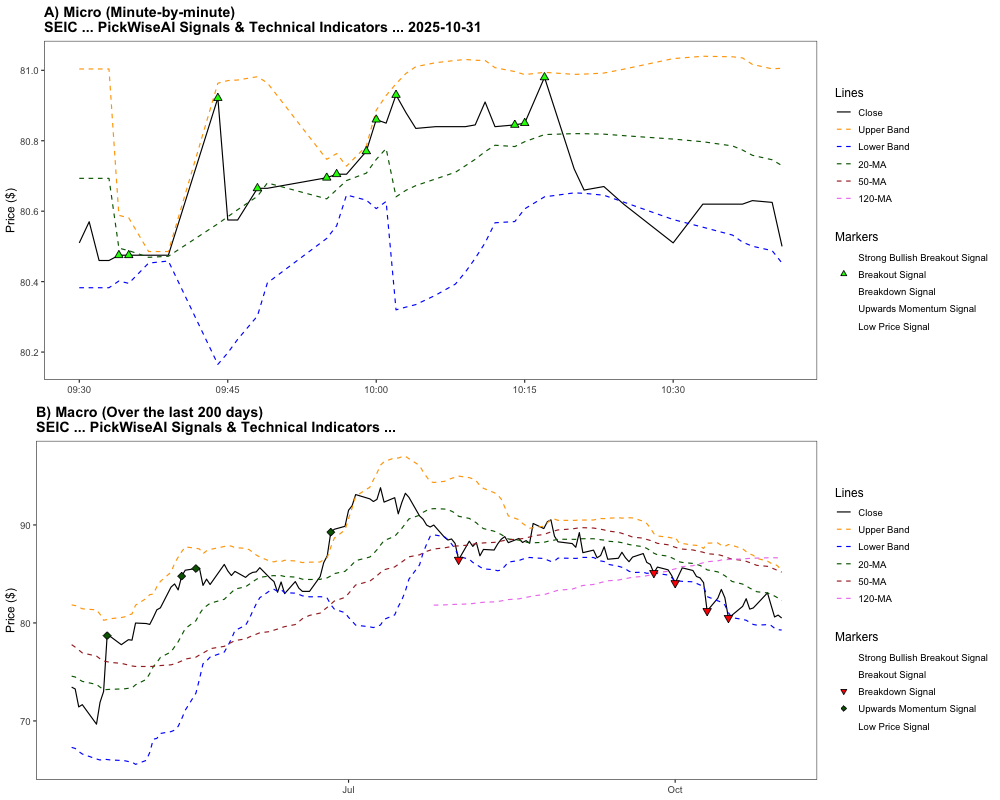 A) Micro (Minute-by-minute)
SEIC ... PickWiseAI Signals & Technical Indicators ... 2025-10-31
Price ($)
81.0
80.8
80.6
80.4
80.2
09:30
09:45
10:00
10:15
10:30
Lines
Close
Upper Band
Lower Band
20-MA
50-MA
120-MA
Markers
Strong Bullish Breakout Signal
Breakout Signal
Breakdown Signal
Upwards Momentum Signal
Low Price Signal
B) Macro (Over the last 200 days)
SEIC ... PickWiseAI Signals & Technical Indicators ...
Price ($)
90
80
70
Jul
Oct
Lines
Close
Upper Band
Lower Band
20-MA
50-MA
120-MA
Markers
Strong Bullish Breakout Signal
Breakout Signal
Breakdown Signal
Upwards Momentum Signal
Low Price Signal